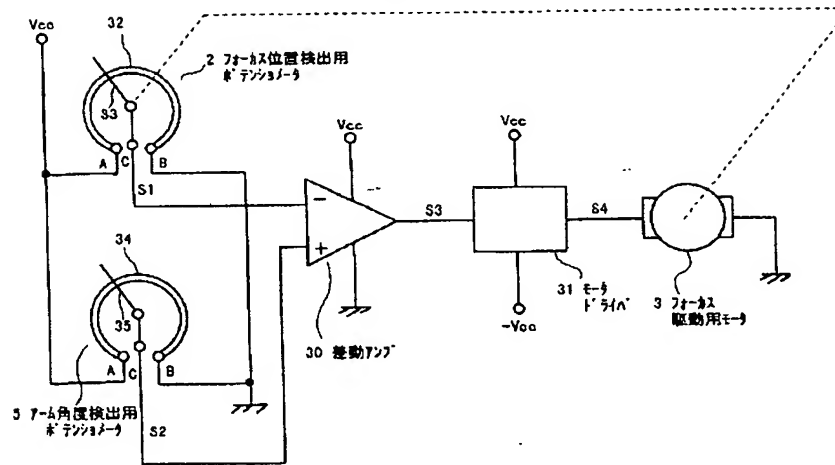 Vcc
32
2 フォーカス位置検出用
ポテンショメータ
33
A
C
B
S1
Vcc
Vcc
−
+
S3
S4
34
35
A
C
B
S2
5 アーム角度検出用
ポテンショメータ
30 差動アンプ
31 モータ
ドライバ
-Vcc
3 フォーカス
駆動用モータ